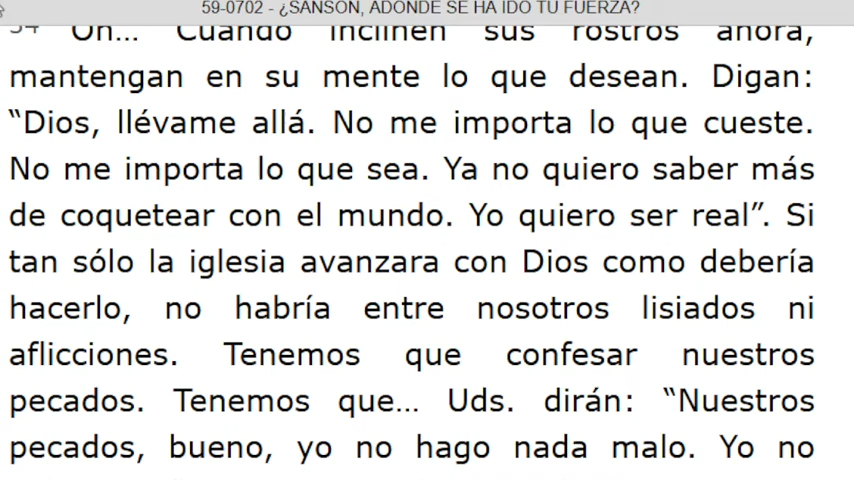 59-0702 - ¿SANSON, ADONDE SE HA IDO TU FUERZA?
54 Oh… Cuando inclinen sus rostros ahora,
mantengan en su mente lo que desean. Digan:
“Dios, llévame allá. No me importa lo que cueste.
No me importa lo que sea. Ya no quiero saber más
de coquetear con el mundo. Yo quiero ser real”. Si
tan sólo la iglesia avanzara con Dios como debería
hacerlo, no habría entre nosotros lisiados ni
aflicciones. Tenemos que confesar nuestros
pecados. Tenemos que… Uds. dirán: “Nuestros
pecados, bueno, yo no hago nada malo. Yo no